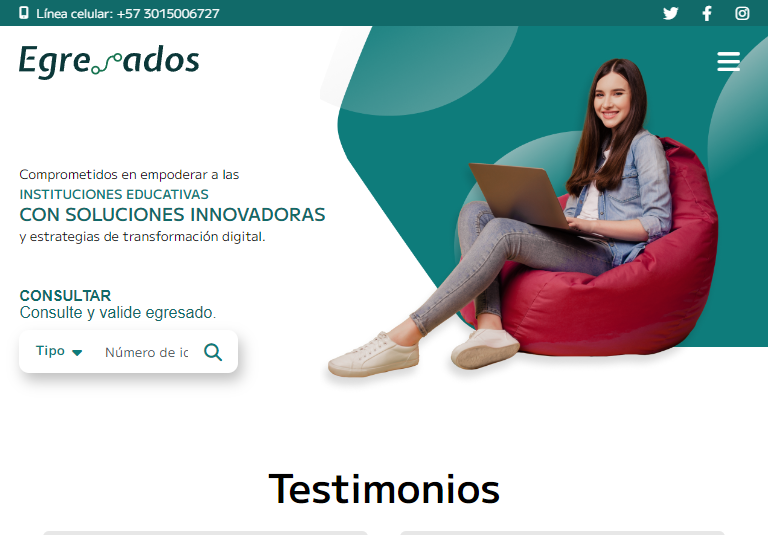 Línea celular: +57 3015006727
Egresados
Comprometidos en empoderar a las
INSTITUCIONES EDUCATIVAS
CON SOLUCIONES INNOVADORAS
y estrategias de transformación digital.
CONSULTAR
Consulte y valide egresado.
Tipo
Número de ic
Testimonios